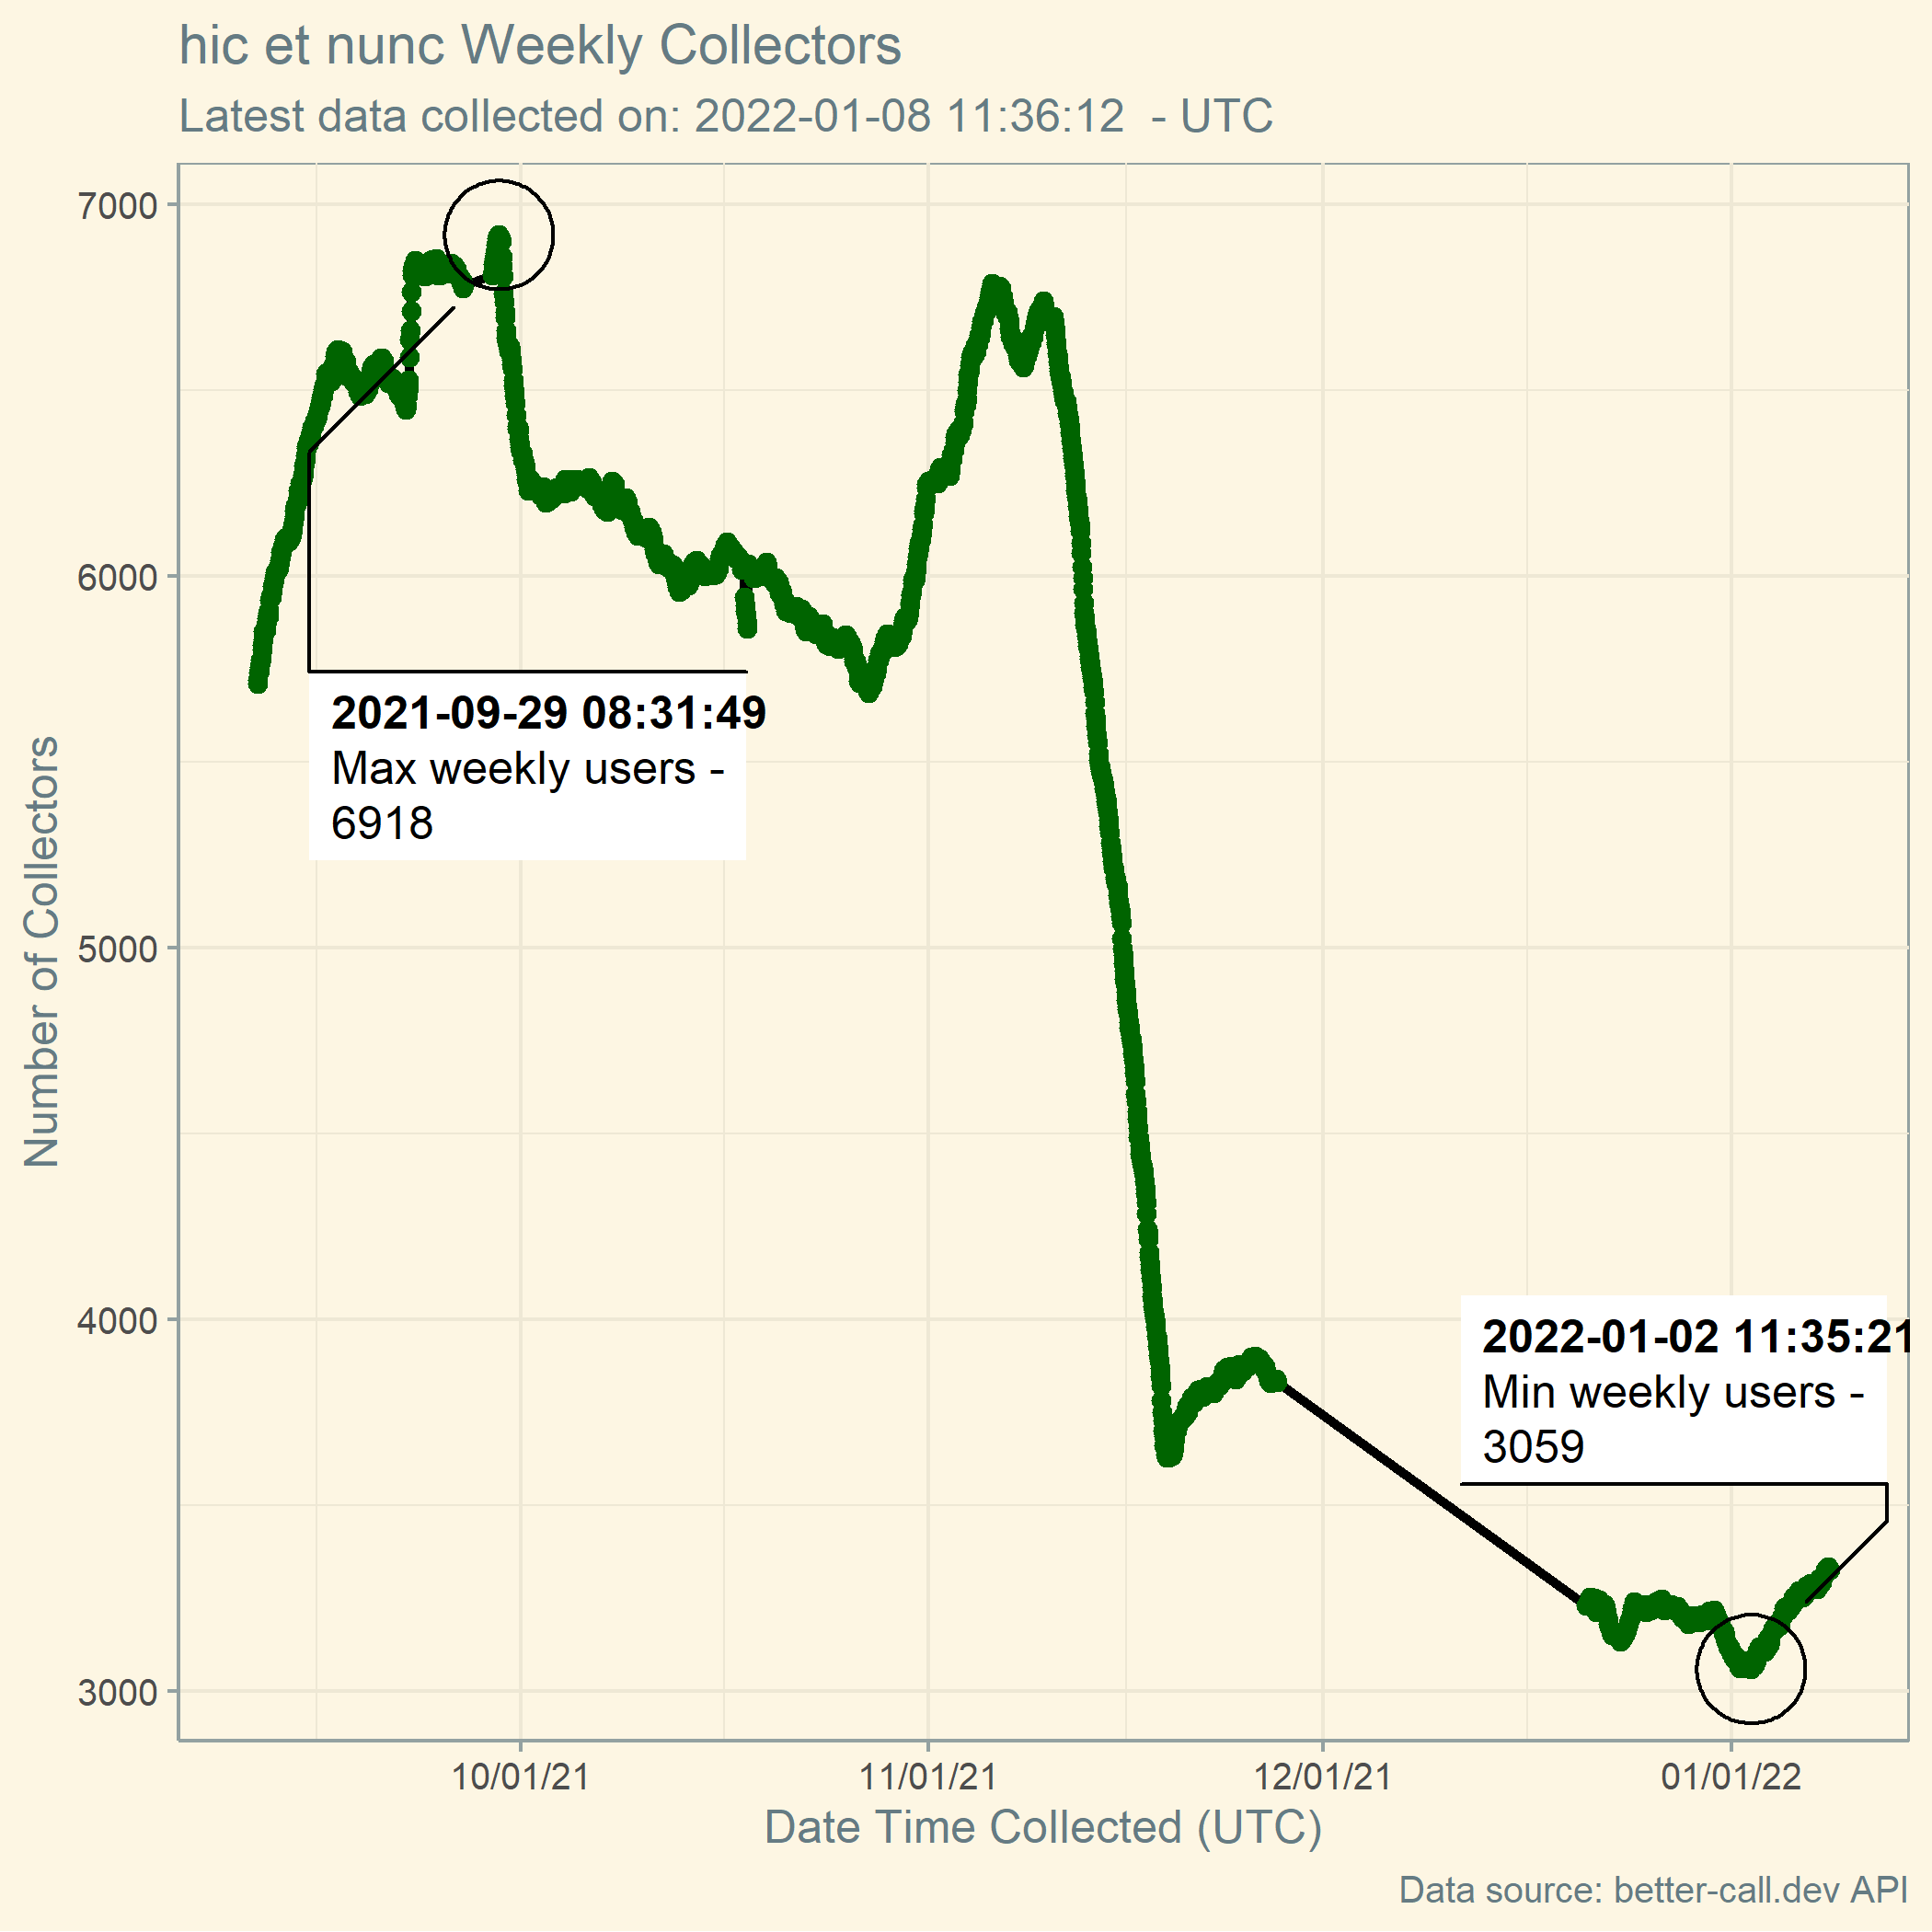 hic et nunc Weekly Collectors
Latest data collected on: 2022-01-08 11:36:12  - UTC
Number of Collectors
7000
6000
5000
4000
3000
2021-09-29 08:31:49
Max weekly users -
6918
2022-01-02 11:35:21
Min weekly users -
3059
10/01/21
11/01/21
12/01/21
01/01/22
Date Time Collected (UTC)
Data source: better-call.dev API